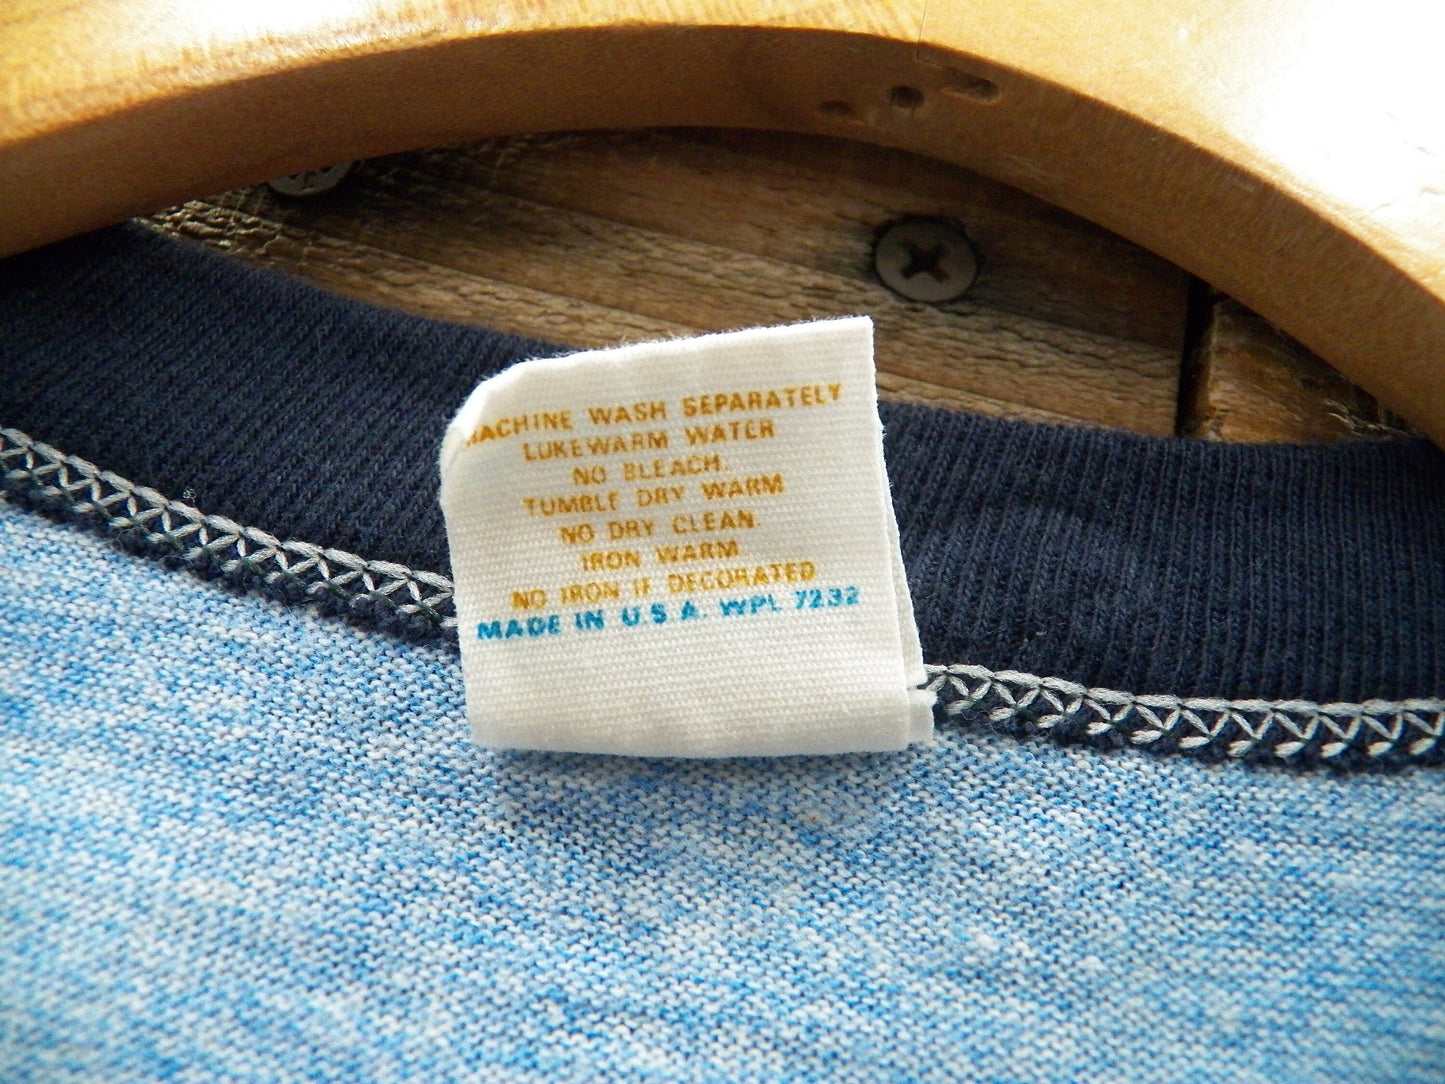 MACHINE WASH SEPARATELY
LUKEWARM WATER
NO BLEACH.
TUMBLE DRY WARM
NO DRY CLEAN.
IRON WARM
NO IRON IF DECORATED
MADE IN U.S.A. WPL 7232